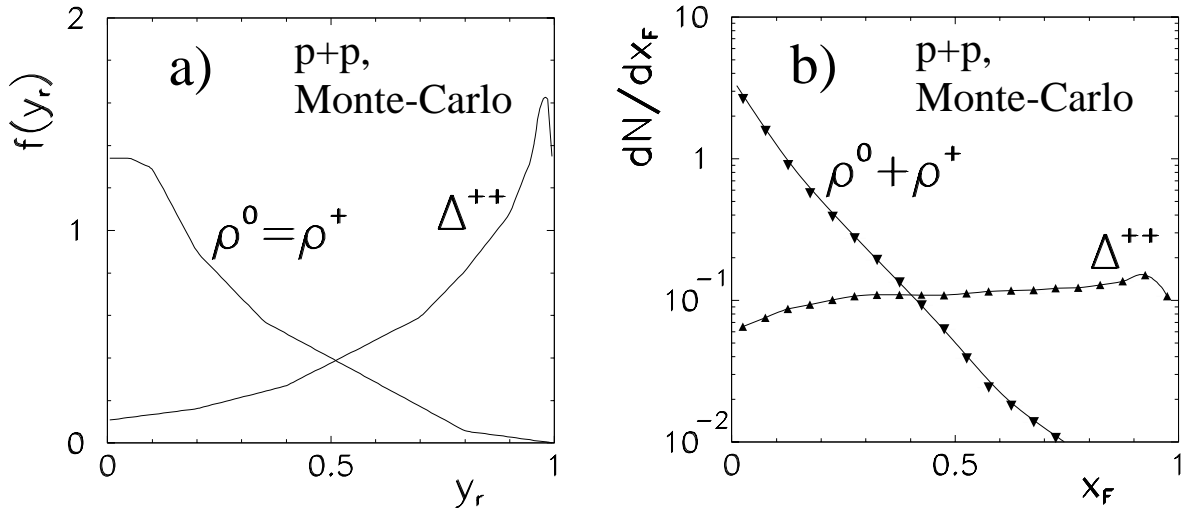 a)
p+p,
Monte-Carlo
f(y_r)
2
1
0
ρ⁰=ρ⁺
Δ⁺⁺
0
0.5
1
y_r
b)
p+p,
Monte-Carlo
dN/dx_F
10
1
10⁻¹
10⁻²
ρ⁰+ρ⁺
Δ⁺⁺
0
0.5
1
x_F